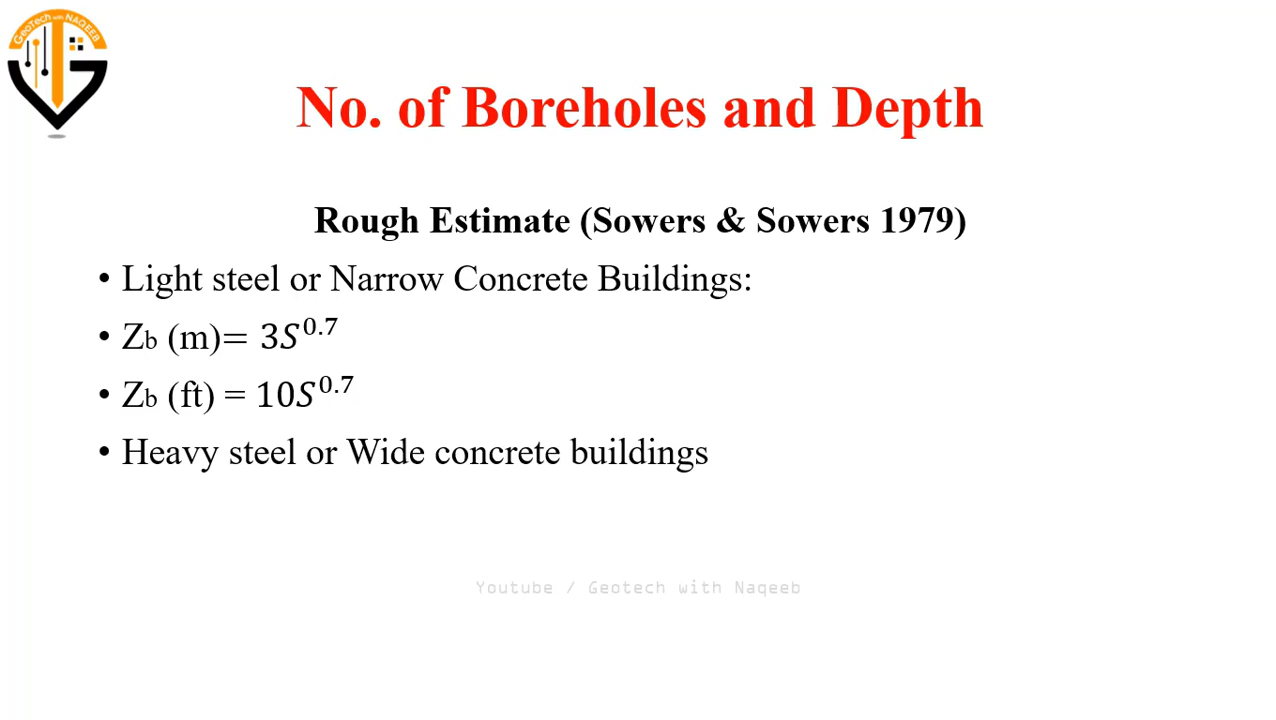 GeoTech with NAQEEB
No. of Boreholes and Depth
Rough Estimate (Sowers & Sowers 1979)
• Light steel or Narrow Concrete Buildings:
• Zb (m)= 3𝑆^0.7
• Zb (ft) = 10𝑆^0.7
• Heavy steel or Wide concrete buildings
Youtube / Geotech with Naqeeb